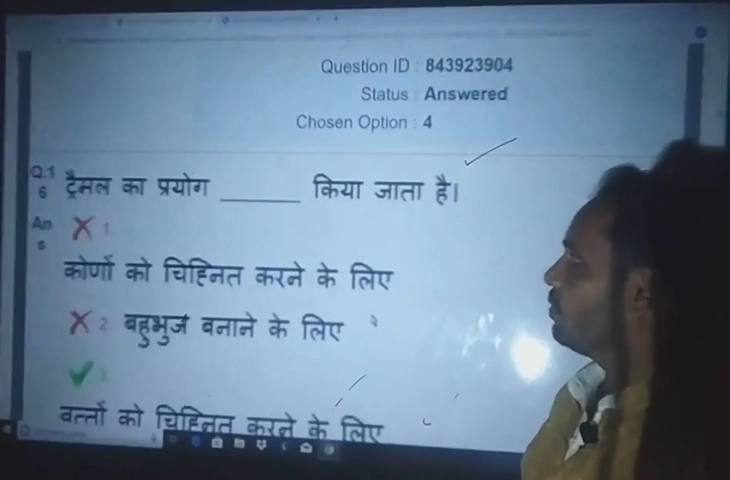 Question ID : 843923904
Status : Answered
Chosen Option : 4
Q.1
6 ट्रैमल का प्रयोग ______ किया जाता है।
An
s 1.
कोणों को चिह्नित करने के लिए
2. बहुभुज बनाने के लिए
3.
वृत्तों को चिह्नित करने के लिए